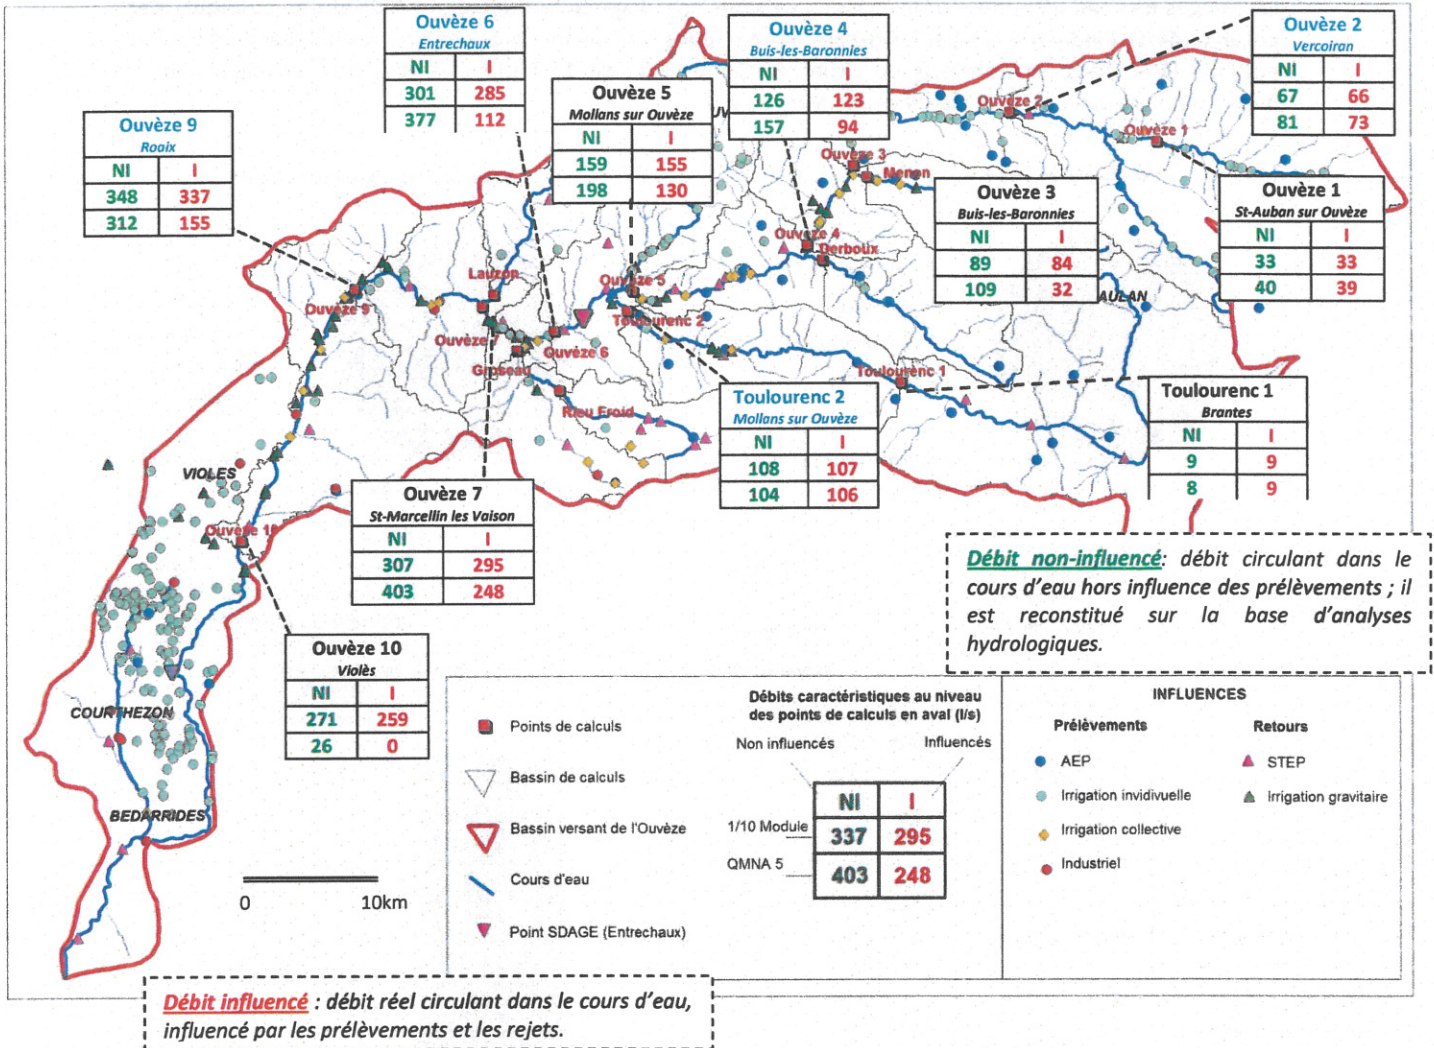 Ouvèze 6
Entrechaux
NI I
301 285
377 112
Ouvèze 4
Buis-les-Baronnies
NI I
126 123
157 94
Ouvèze 2
Vercoiran
NI I
67 66
81 73
Ouvèze 5
Mollans sur Ouvèze
NI I
159 155
198 130
Ouvèze 9
Roaix
NI I
348 337
312 155
Ouvèze 3
Buis-les-Baronnies
NI I
89 84
109 32
Ouvèze 1
St-Auban sur Ouvèze
NI I
33 33
40 39
Ouvèze 2
Ouvèze 1
Ouvèze 3
Menon
Ouvèze 4
Derboux
AULAN
Lauzon
Ouvèze 5
Ouvèze 9
Toulourenc 2
Ouvèze 7
Ouvèze 6
Groseau
Toulourenc 1
Rieu Froid
Toulourenc 2
Mollans sur Ouvèze
NI I
108 107
104 106
Toulourenc 1
Brantes
NI I
9 9
8 9
VIOLES
Ouvèze 10
Ouvèze 7
St-Marcellin les Vaison
NI I
307 295
403 248
Débit non-influencé: débit circulant dans le
cours d'eau hors influence des prélèvements ; il
est reconstitué sur la base d'analyses
hydrologiques.
Ouvèze 10
Violès
NI I
271 259
26 0
COURTHEZON
BEDARRIDES
0 10km
Points de calculs
Bassin de calculs
Bassin versant de l'Ouvèze
Cours d'eau
Point SDAGE (Entrechaux)
Débits caractéristiques au niveau
des points de calculs en aval (l/s)
Non influencés Influencés
NI I
1/10 Module 337 295
QMNA 5 403 248
INFLUENCES
Prélèvements Retours
AEP STEP
Irrigation invidivuelle Irrigation gravitaire
Irrigation collective
Industriel
Débit influencé : débit réel circulant dans le cours d'eau,
influencé par les prélèvements et les rejets.